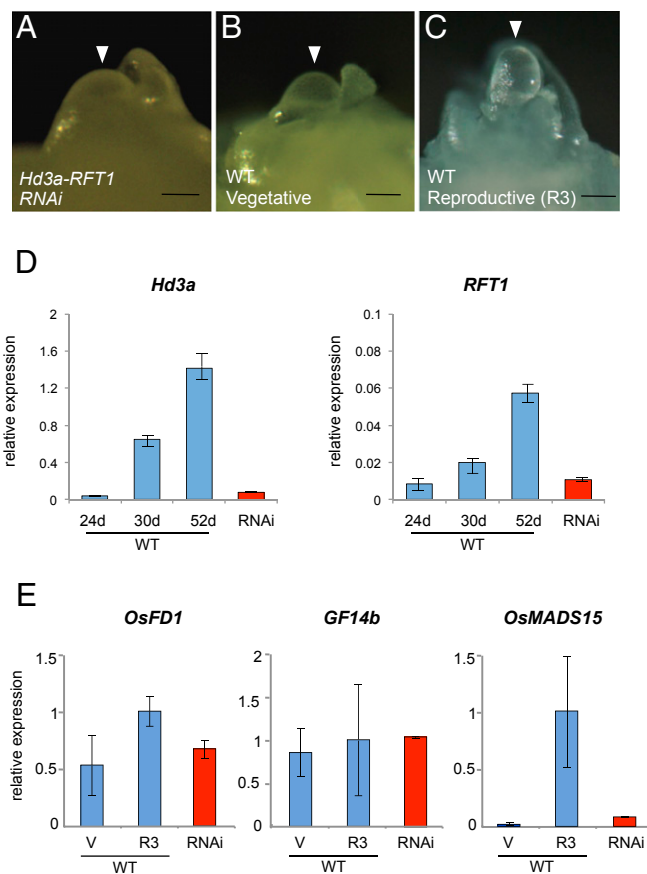 A
B
C
Hd3a-RFT1
RNAi
WT
Vegetative
WT
Reproductive (R3)
D
Hd3a
RFT1
relative expression
2
1.6
1.2
0.8
0.4
0
24d 30d 52d RNAi
WT
relative expression
0.1
0.08
0.06
0.04
0.02
0
24d 30d 52d RNAi
WT
E
OsFD1
GF14b
OsMADS15
relative expression
1.5
1
0.5
0
V R3 RNAi
WT
2
1.5
1
0.5
0
V R3 RNAi
WT
1.5
1
0.5
0
V R3 RNAi
WT